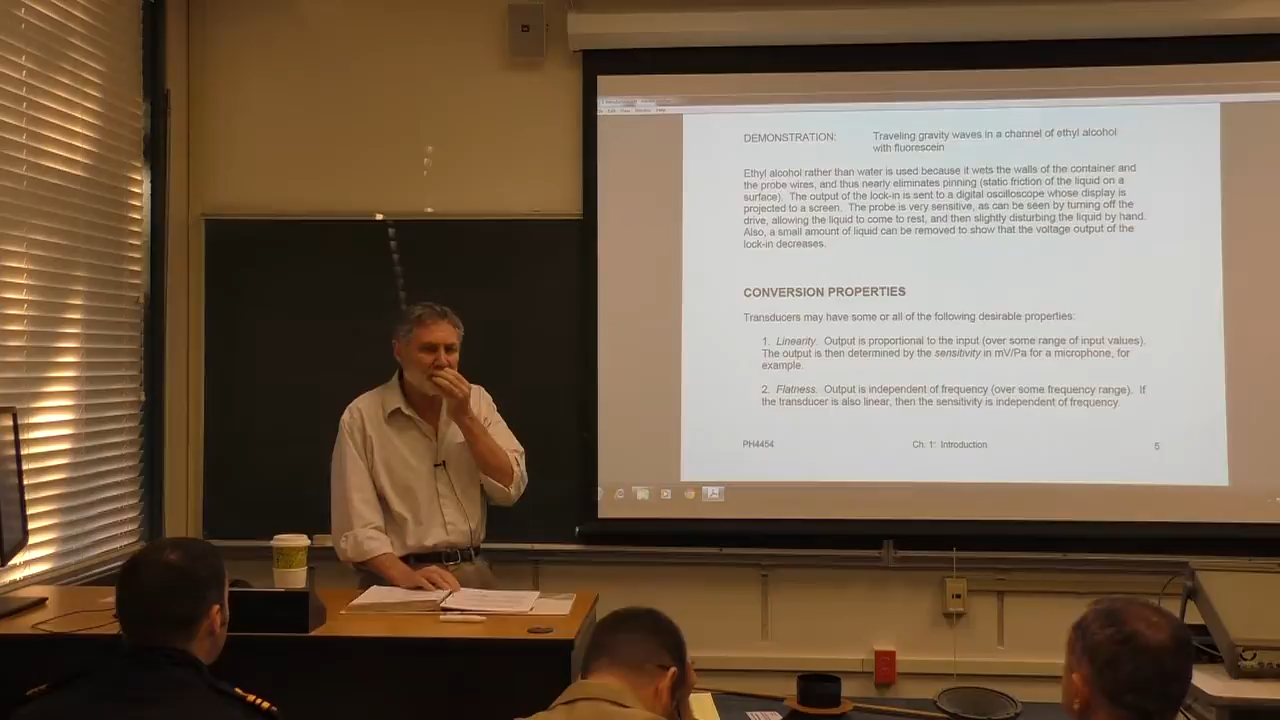 DEMONSTRATION: Traveling gravity waves in a channel of ethyl alcohol
with fluorescein
Ethyl alcohol rather than water is used because it wets the walls of the container and
the probe wires, and thus nearly eliminates pinning (static friction of the liquid on a
surface). The output of the lock-in is sent to a digital oscilloscope whose display is
projected to a screen. The probe is very sensitive, as can be seen by turning off the
drive, allowing the liquid to come to rest, and then slightly disturbing the liquid by hand.
Also, a small amount of liquid can be removed to show that the voltage output of the
lock-in decreases.
CONVERSION PROPERTIES
Transducers may have some or all of the following desirable properties:
1. Linearity. Output is proportional to the input (over some range of input values).
The output is then determined by the sensitivity in mV/Pa for a microphone, for
example.
2. Flatness. Output is independent of frequency (over some frequency range). If
the transducer is also linear, then the sensitivity is independent of frequency.
PH4454 Ch. 1: Introduction 5